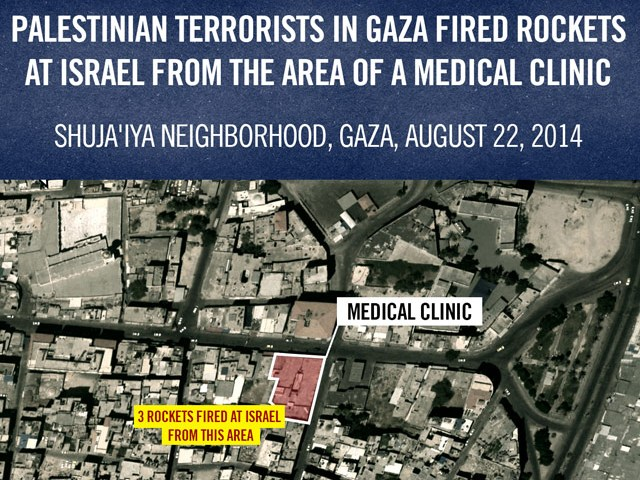 PALESTINIAN TERRORISTS IN GAZA FIRED ROCKETS
AT ISRAEL FROM THE AREA OF A MEDICAL CLINIC
SHUJA'IYA NEIGHBORHOOD, GAZA, AUGUST 22, 2014
MEDICAL CLINIC
3 ROCKETS FIRED AT ISRAEL
FROM THIS AREA